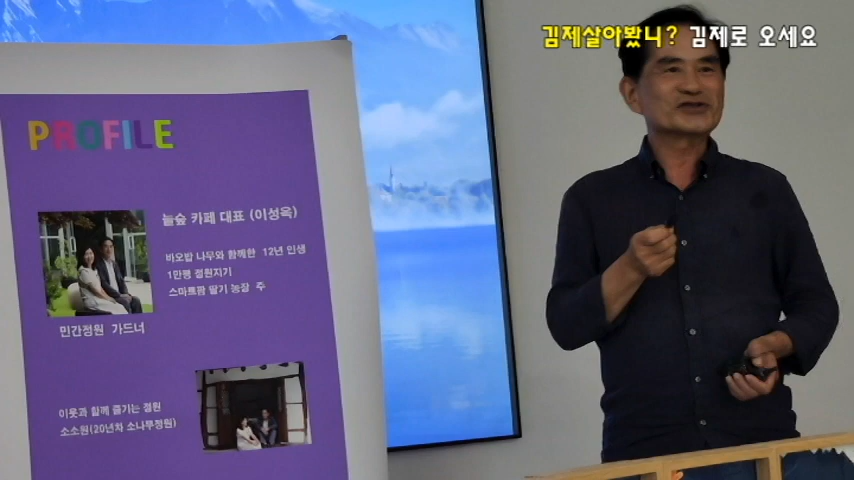 김제살아봤니? 김제로 오세요
PROFILE
늘숲 카페 대표 (이성옥)
바오밥 나무와 함께한 12년 인생
1만평 정원지기
스마트팜 딸기 농장 주
민간정원 가드너
이웃과 함께 즐기는 정원
소소원(20년차 소나무정원)